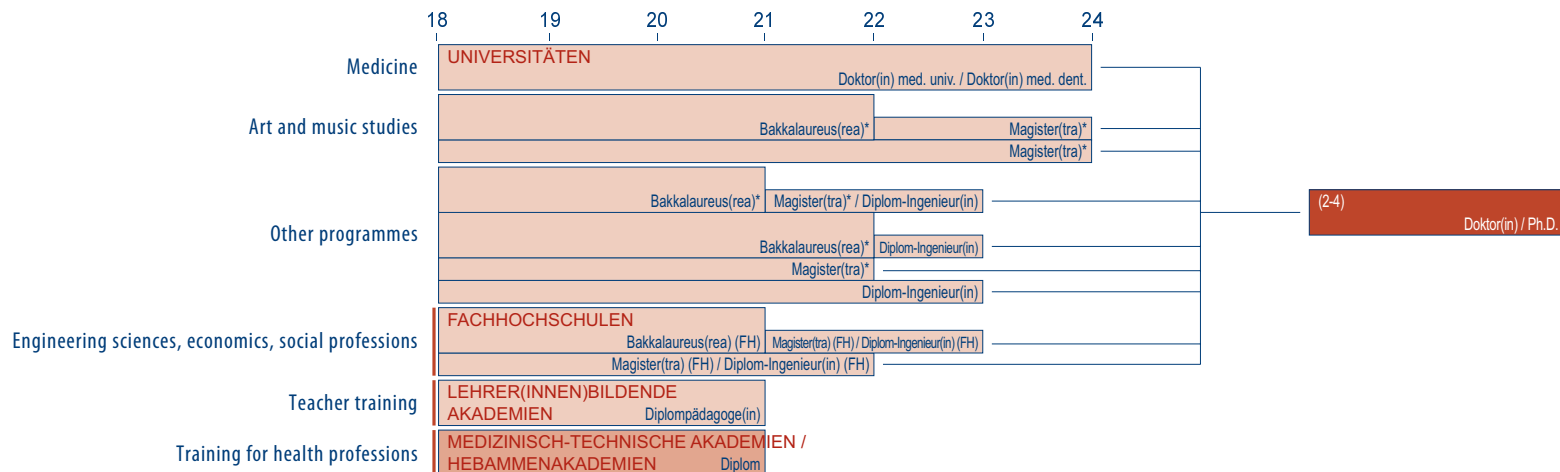 18 19 20 21 22 23 24
Medicine
UNIVERSITÄTEN
Doktor(in) med. univ. / Doktor(in) med. dent.
Art and music studies
Bakkalaureus(rea)* Magister(tra)*
Magister(tra)*
Other programmes
Bakkalaureus(rea)* Magister(tra)* / Diplom-Ingenieur(in)
Bakkalaureus(rea)* Diplom-Ingenieur(in)
Magister(tra)*
Diplom-Ingenieur(in)
(2-4)
Doktor(in) / Ph.D.
Engineering sciences, economics, social professions
FACHHOCHSCHULEN
Bakkalaureus(rea) (FH) Magister(tra) (FH) / Diplom-Ingenieur(in) (FH)
Magister(tra) (FH) / Diplom-Ingenieur(in) (FH)
Teacher training
LEHRER(INNEN)BILDENDE
AKADEMIEN Diplompädagoge(in)
Training for health professions
MEDIZINISCH-TECHNISCHE AKADEMIEN /
HEBAMMENAKADEMIEN Diplom